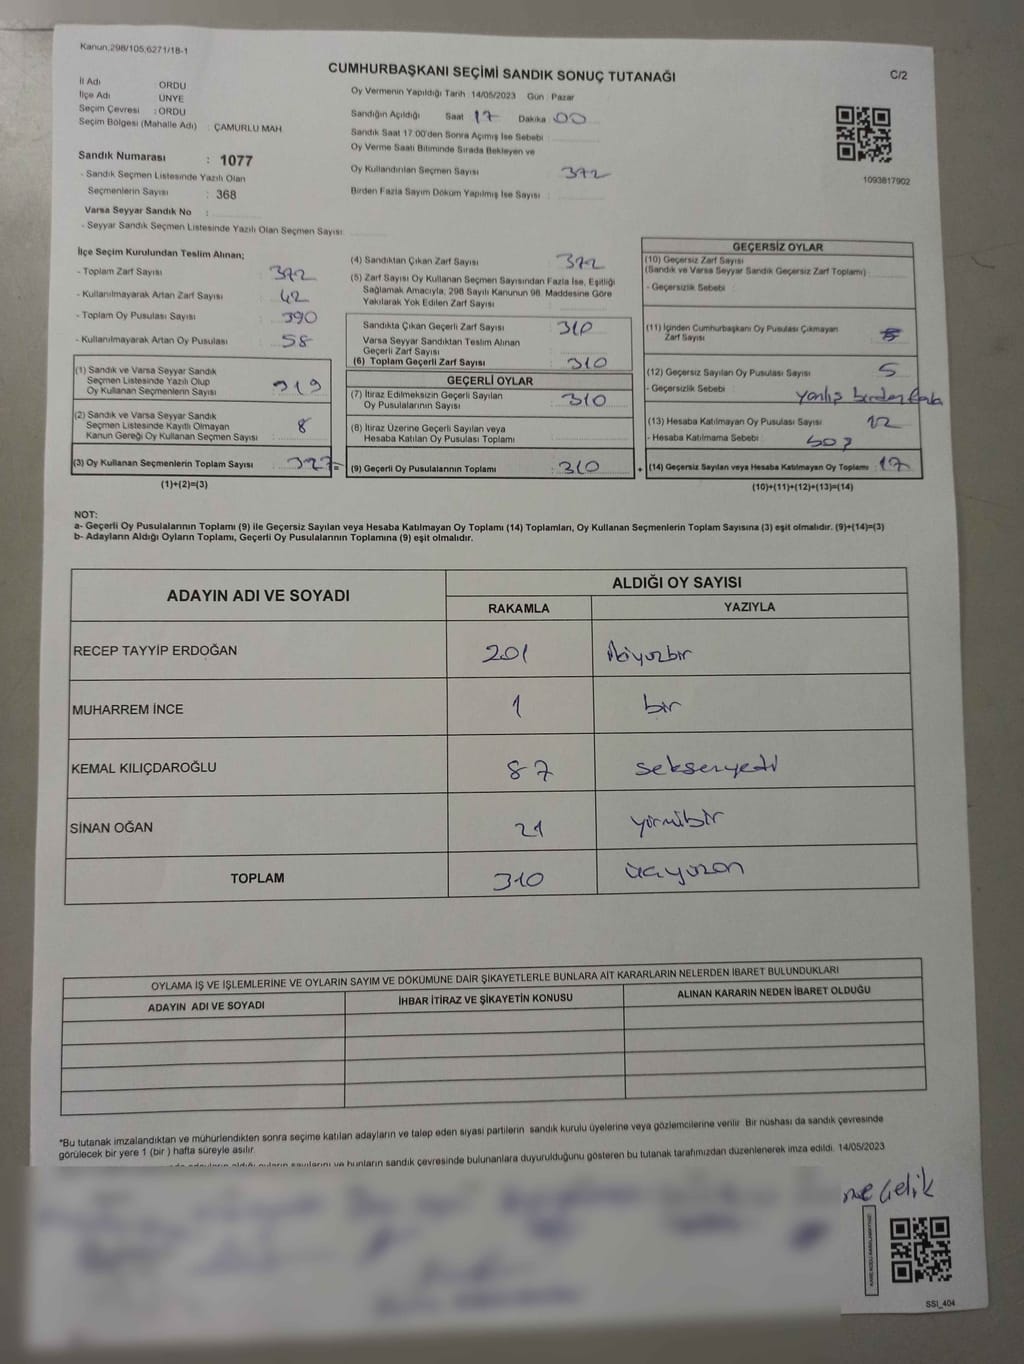 Kanun,298/105,6271/18-1
CUMHURBAŞKANI SEÇİMİ SANDIK SONUÇ TUTANAĞI
C/2
İl Adı ORDU
İlçe Adı ÜNYE
Seçim Çevresi : ORDU
Seçim Bölgesi (Mahalle Adı) : ÇAMURLU MAH
Sandık Numarası : 1077
- Sandık Seçmen Listesinde Yazılı Olan
Seçmenlerin Sayısı : 368
Varsa Seyyar Sandık No :
- Seyyar Sandık Seçmen Listesinde Yazılı Olan Seçmen Sayısı:
Oy Vermenin Yapıldığı Tarih :14/05/2023 Gün : Pazar
Sandığın Açıldığı Saat 17 Dakika 00
Sandık Saat 17:00'den Sonra Açılmış İse Sebebi :
Oy Verme Saati Bitiminde Sırada Bekleyen ve
Oy Kullandırılan Seçmen Sayısı 372
Birden Fazla Sayım Döküm Yapılmış İse Sayısı :
1093817902
İlçe Seçim Kurulundan Teslim Alınan;
- Toplam Zarf Sayısı : 372
- Kullanılmayarak Artan Zarf Sayısı : 42
- Toplam Oy Pusulası Sayısı : 390
- Kullanılmayarak Artan Oy Pusulası : 58
(1) Sandık ve Varsa Seyyar Sandık
Seçmen Listesinde Yazılı Olup
Oy Kullanan Seçmenlerin Sayısı : 319
(2) Sandık ve Varsa Seyyar Sandık
Seçmen Listesinde Kayıtlı Olmayan
Kanun Gereği Oy Kullanan Seçmen Sayısı : 8
(3) Oy Kullanan Seçmenlerin Toplam Sayısı : 327
(1)+(2)=(3)
(4) Sandıktan Çıkan Zarf Sayısı : 372
(5) Zarf Sayısı Oy Kullanan Seçmen Sayısından Fazla İse, Eşitliği
Sağlamak Amacıyla, 298 Sayılı Kanunun 98. Maddesine Göre
Yakılarak Yok Edilen Zarf Sayısı :
Sandıkta Çıkan Geçerli Zarf Sayısı : 310
Varsa Seyyar Sandıktan Teslim Alınan
Geçerli Zarf Sayısı :
(6) Toplam Geçerli Zarf Sayısı : 310
GEÇERLİ OYLAR
(7) İtiraz Edilmeksizin Geçerli Sayılan
Oy Pusulalarının Sayısı : 310
(8) İtiraz Üzerine Geçerli Sayılan veya
Hesaba Katılan Oy Pusulası Toplamı :
= (9) Geçerli Oy Pusulalarının Toplamı : 310
GEÇERSİZ OYLAR
(10) Geçersiz Zarf Sayısı
(Sandık ve Varsa Seyyar Sandık Geçersiz Zarf Toplamı) :
- Geçersizlik Sebebi :
(11) İçinden Cumhurbaşkanı Oy Pusulası Çıkmayan
Zarf Sayısı :
(12) Geçersiz Sayılan Oy Pusulası Sayısı : 5
- Geçersizlik Sebebi : yanlış birden fazla
(13) Hesaba Katılmayan Oy Pusulası Sayısı : 12
- Hesaba Katılmama Sebebi : boş
+ (14) Geçersiz Sayılan veya Hesaba Katılmayan Oy Toplamı : 17
(10)+(11)+(12)+(13)=(14)
NOT:
a- Geçerli Oy Pusulalarının Toplamı (9) ile Geçersiz Sayılan veya Hesaba Katılmayan Oy Toplamı (14) Toplamları, Oy Kullanan Seçmenlerin Toplam Sayısına (3) eşit olmalıdır. (9)+(14)=(3)
b- Adayların Aldığı Oyların Toplamı, Geçerli Oy Pusulalarının Toplamına (9) eşit olmalıdır.
ADAYIN ADI VE SOYADI
ALDIĞI OY SAYISI
RAKAMLA YAZIYLA
RECEP TAYYİP ERDOĞAN 201 ikiyüzbir
MUHARREM İNCE 1 bir
KEMAL KILIÇDAROĞLU 87 seksenyedi
SİNAN OĞAN 21 yirmibir
TOPLAM 310 üçyüzon
OYLAMA İŞ VE İŞLEMLERİNE VE OYLARIN SAYIM VE DÖKÜMÜNE DAİR ŞİKAYETLERLE BUNLARA AİT KARARLARIN NELERDEN İBARET BULUNDUKLARI
ADAYIN ADI VE SOYADI İHBAR İTİRAZ VE ŞİKAYETİN KONUSU ALINAN KARARIN NEDEN İBARET OLDUĞU
*Bu tutanak imzalandıktan ve mühürlendikten sonra seçime katılan adayların ve talep eden siyasi partilerin sandık kurulu üyelerine veya gözlemcilerine verilir. Bir nüshası da sandık çevresinde
görülecek bir yere 1 (bir ) hafta süreyle asılır.
bunların sandık çevresinde bulunanlara duyurulduğunu gösteren bu tutanak tarafımızdan düzenlenerek imza edildi. 14/05/2023
ne Çelik
SSİ_404